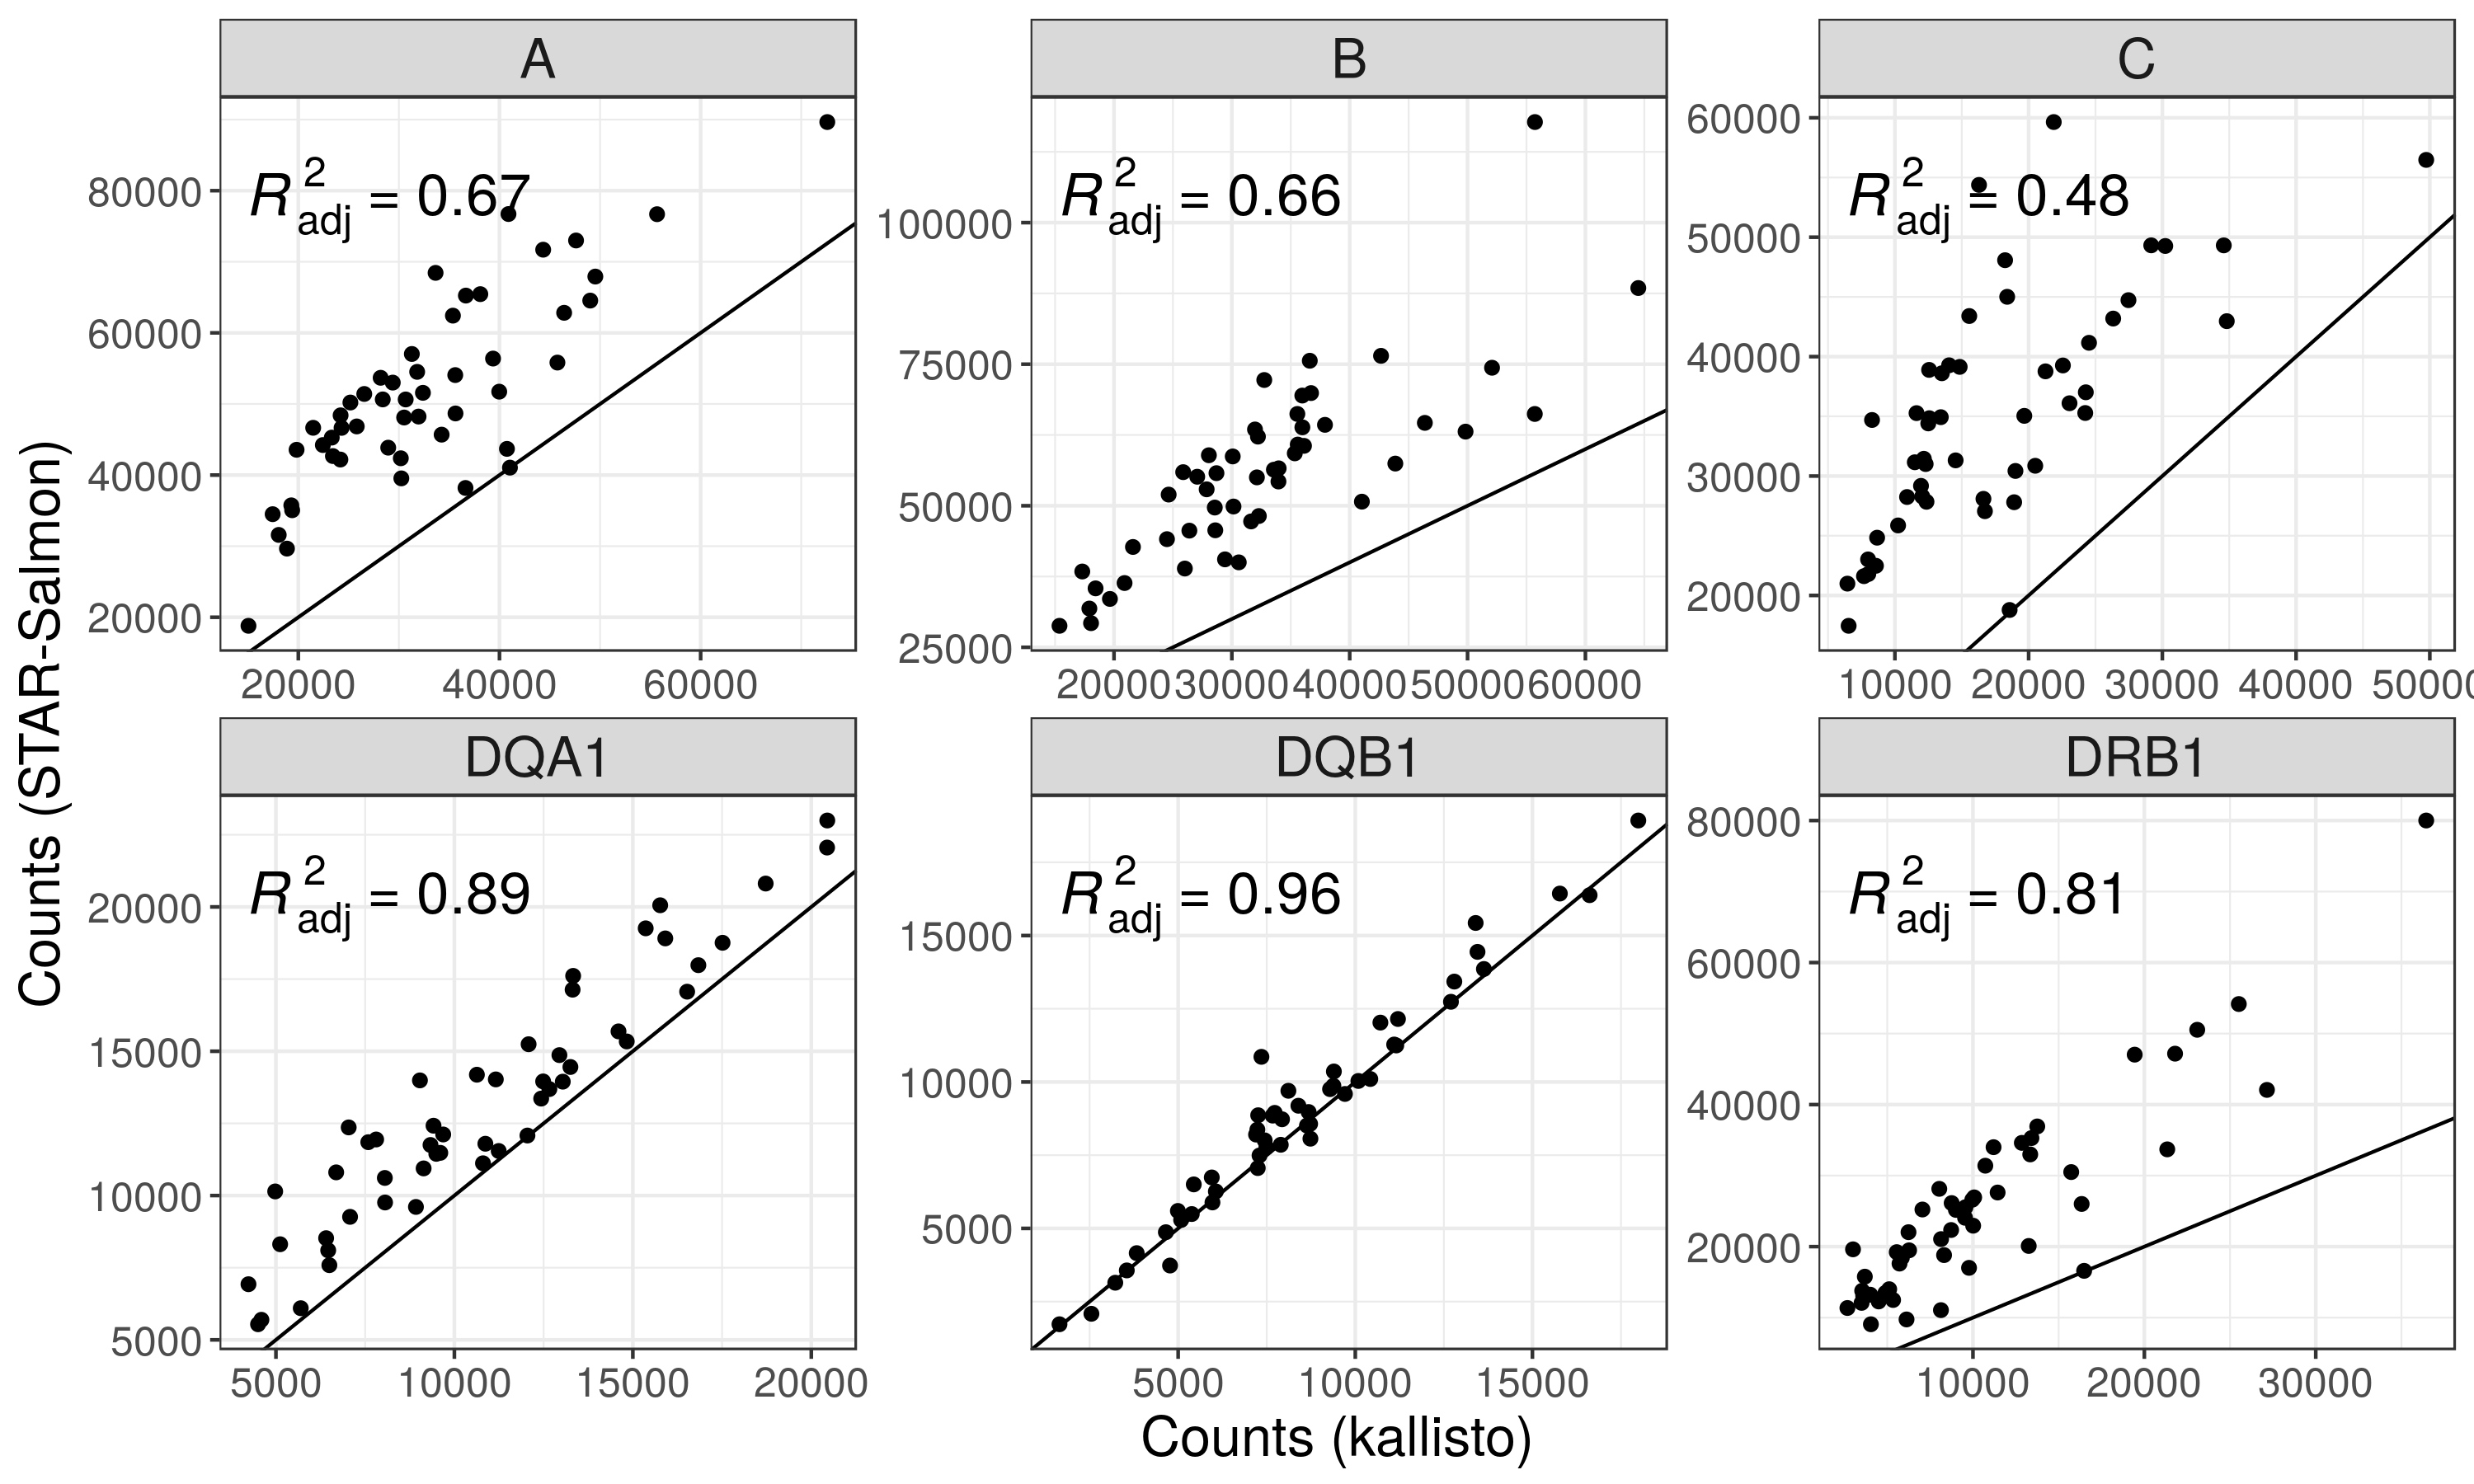 A
B
C
R²adj = 0.67
R²adj = 0.66
R²adj = 0.48
80000
60000
40000
20000
100000
75000
50000
25000
60000
50000
40000
30000
20000
20000 40000 60000
20000 30000 40000 50000 60000
10000 20000 30000 40000 5000
DQA1
DQB1
DRB1
R²adj = 0.89
R²adj = 0.96
R²adj = 0.81
20000
15000
10000
5000
15000
10000
5000
80000
60000
40000
20000
5000 10000 15000 20000
5000 10000 15000
10000 20000 30000
Counts (STAR-Salmon)
Counts (kallisto)